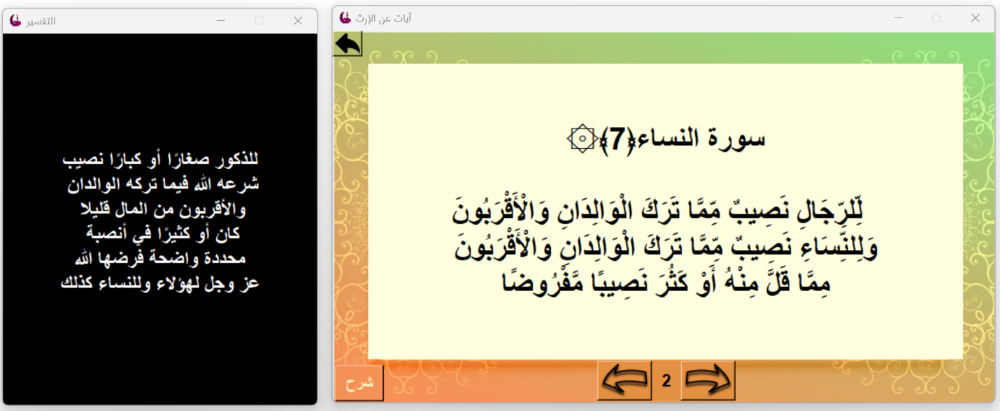 التفسير
للذكور صغارًا أو كبارًا نصيب
شرعه الله فيما تركه الوالدان
والأقربون من المال قليلا
كان أو كثيرًا في أنصبة
محددة واضحة فرضها الله
عز وجل لهؤلاء وللنساء كذلك
آيات عن الإرث
سورة النساء﴿7﴾۞
لِّلرِّجَالِ نَصِيبٌ مِّمَّا تَرَكَ الْوَالِدَانِ وَالْأَقْرَبُونَ
وَلِلنِّسَاءِ نَصِيبٌ مِّمَّا تَرَكَ الْوَالِدَانِ وَالْأَقْرَبُونَ
مِمَّا قَلَّ مِنْهُ أَوْ كَثُرَ نَصِيبًا مَّفْرُوضًا
شرح
2